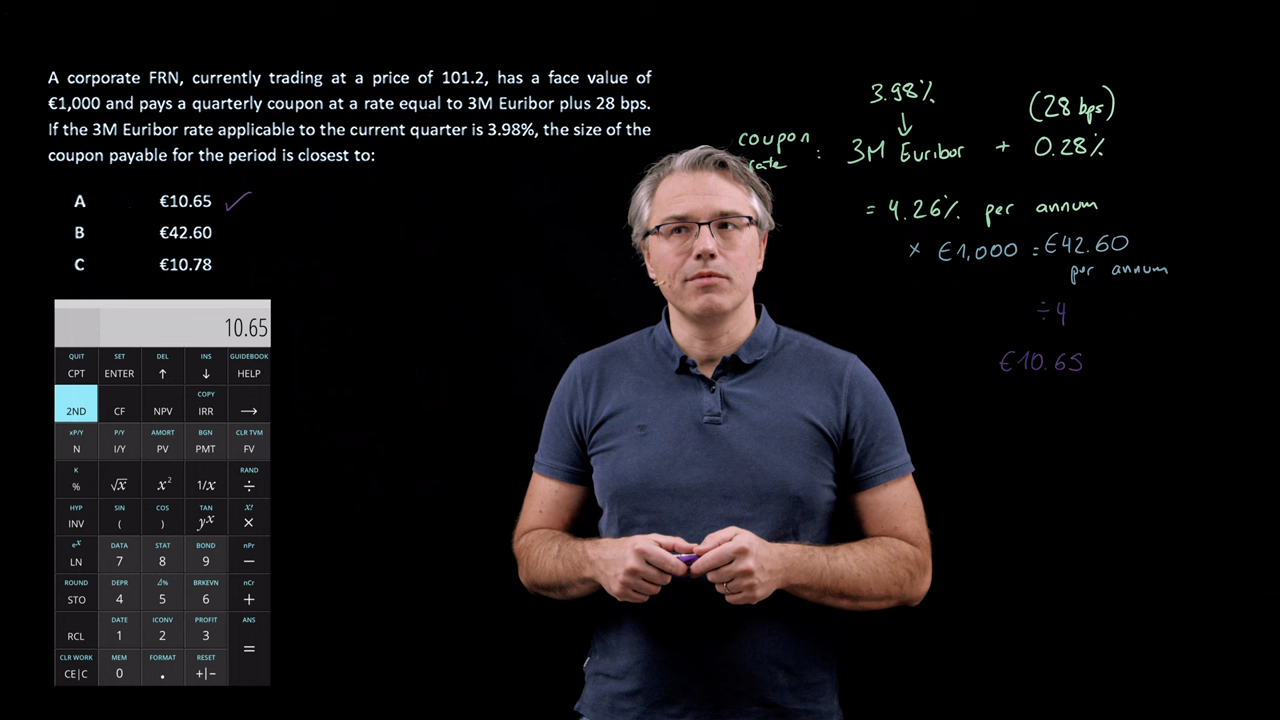 A corporate FRN, currently trading at a price of 101.2, has a face value of
€1,000 and pays a quarterly coupon at a rate equal to 3M Euribor plus 28 bps.
If the 3M Euribor rate applicable to the current quarter is 3.98%, the size of the
coupon payable for the period is closest to:
A €10.65 ✓
B €42.60
C €10.78
3.98%
↓
(28 bps)
coupon rate : 3M Euribor + 0.28%
= 4.26% per annum
× €1,000 = €42.60
per annum
÷4
€10.65
10.65
QUIT SET DEL INS GUIDEBOOK
CPT ENTER ↑ ↓ HELP
COPY
2ND CF NPV IRR →
xP/Y P/Y AMORT BGN CLR TVM
N I/Y PV PMT FV
K RAND
% √x x² 1/x ÷
HYP SIN COS TAN x!
INV ( ) yˣ ×
eˣ DATA STAT BOND nPr
LN 7 8 9 −
ROUND DEPR Δ% BRKEVN nCr
STO 4 5 6 +
DATE ICONV PROFIT ANS
RCL 1 2 3 =
CLR WORK MEM FORMAT RESET
CE|C 0 . +|−